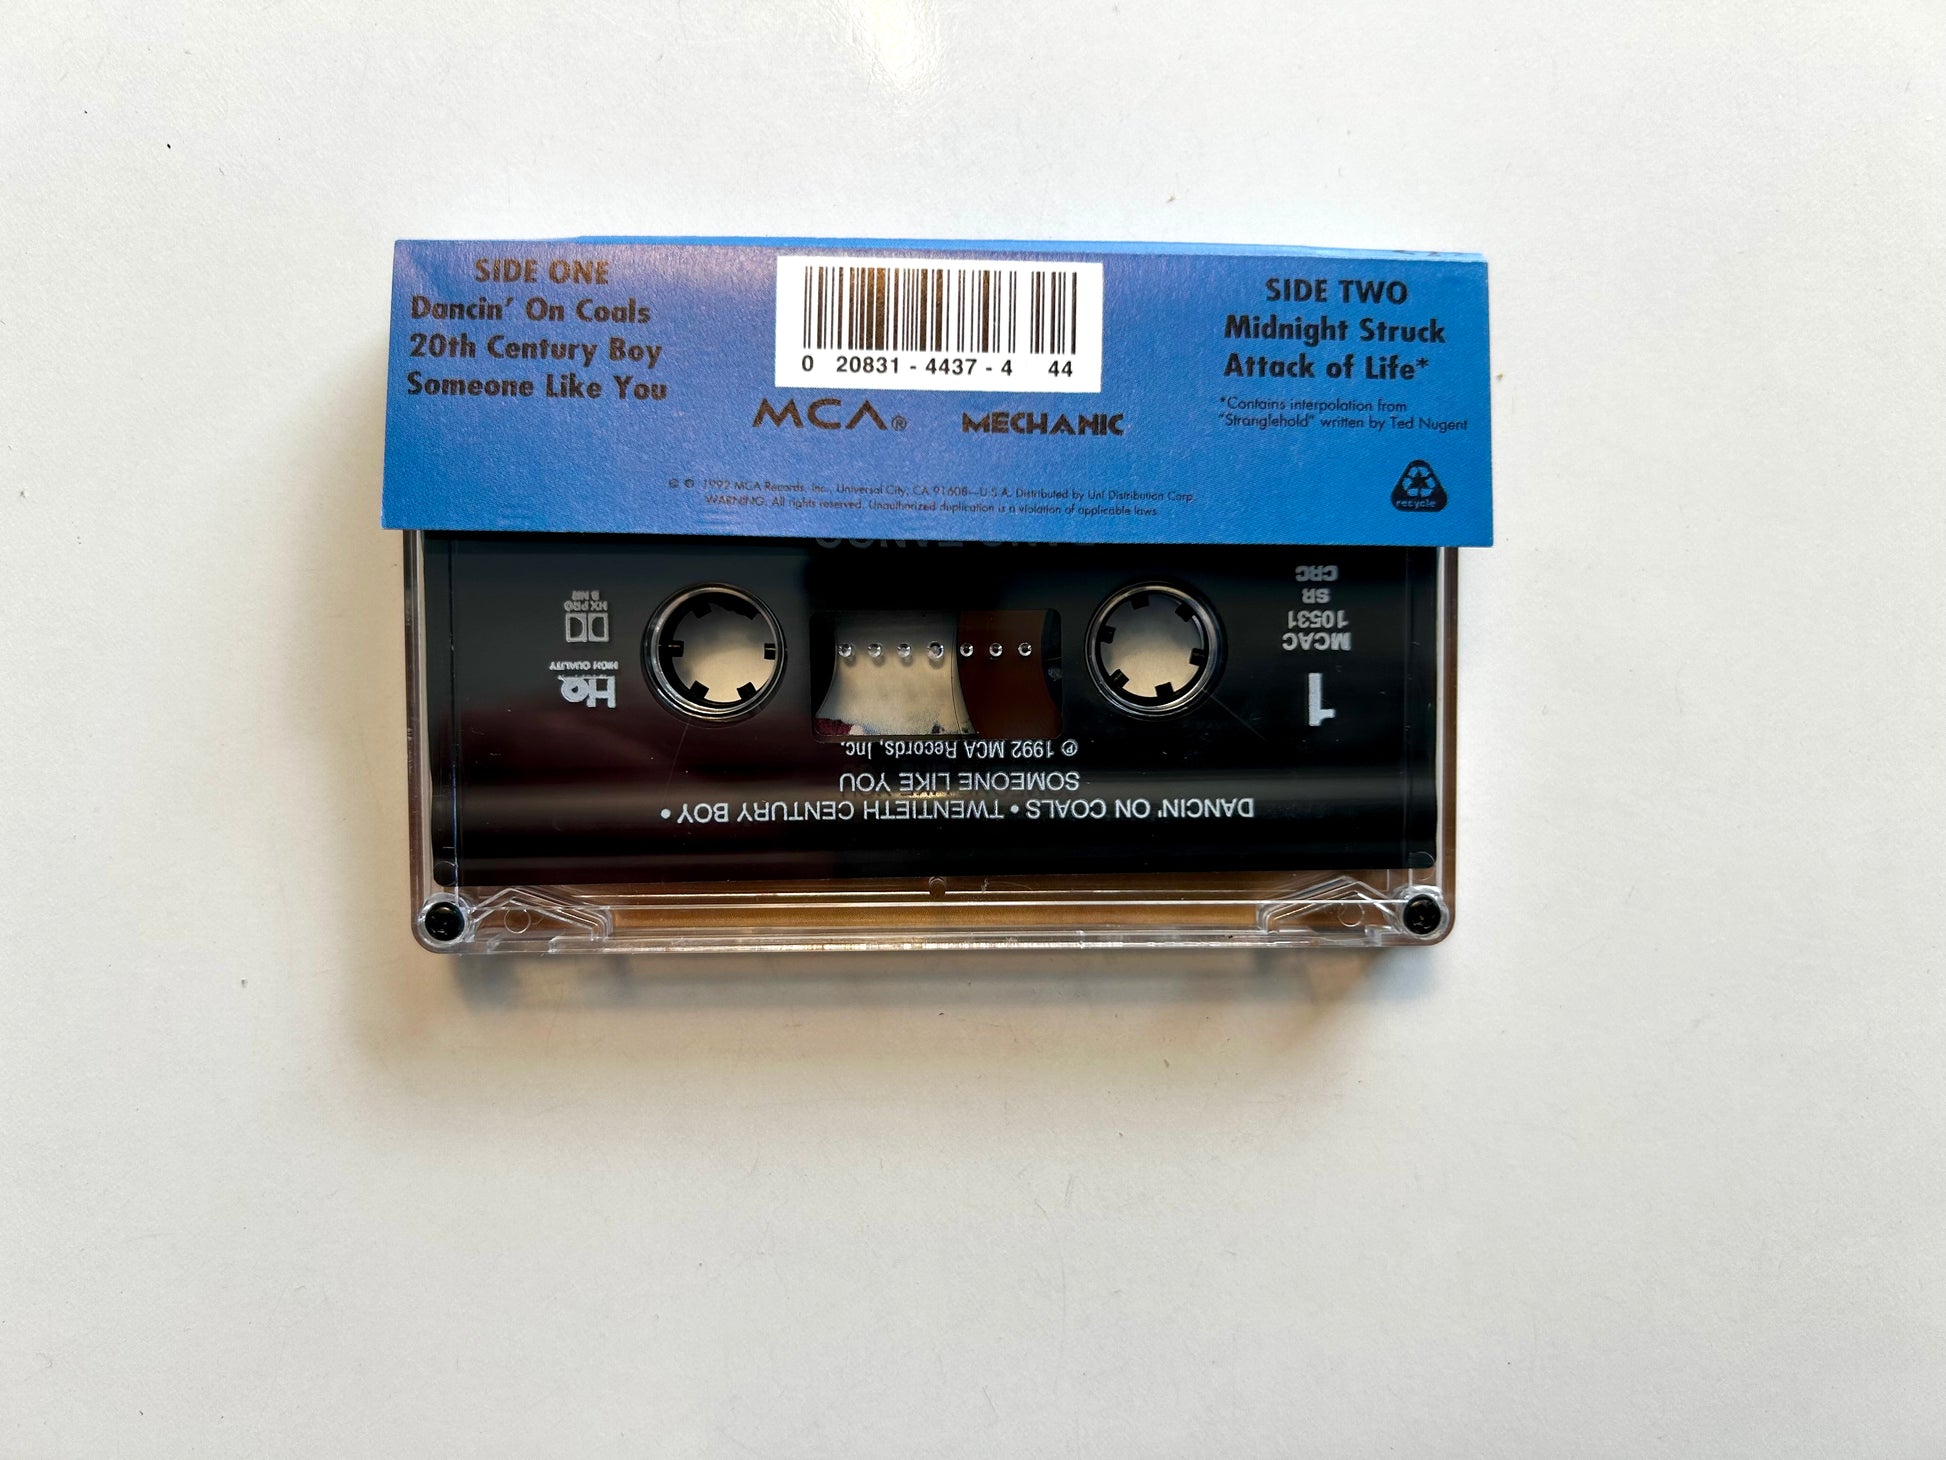 SIDE ONE
Dancin' On Coals
20th Century Boy
Someone Like You
0 20831 - 4437 - 4 44
MCA®
MECHANIC
SIDE TWO
Midnight Struck
Attack of Life*
*Contains interpolation from
"Stranglehold" written by Ted Nugent
℗ © 1992 MCA Records, Inc., Universal City, CA 91608—U.S.A. Distributed by Uni Distribution Corp.
WARNING: All rights reserved. Unauthorized duplication is a violation of applicable laws.
recycle
DANCIN' ON COALS • TWENTIETH CENTURY BOY •
SOMEONE LIKE YOU
℗ 1992 MCA Records, Inc.
1
MCAC
10531
SR
CRC
HQ
HIGH QUALITY
HX PRO
B NR